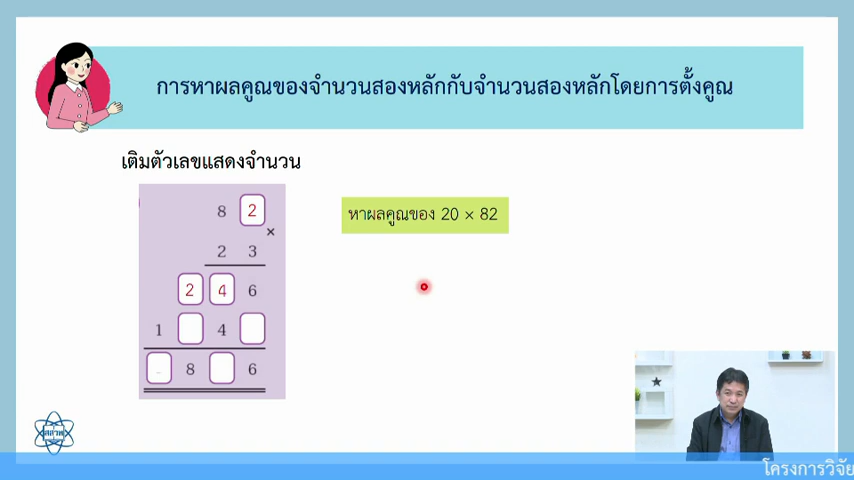 การหาผลคูณของจำนวนสองหลักกับจำนวนสองหลักโดยการตั้งคูณ
เติมตัวเลขแสดงจำนวน
8 2
×
2 3
2 4 6
1 4
8 6
หาผลคูณของ 20 × 82
สสวท
โครงการวิจัย